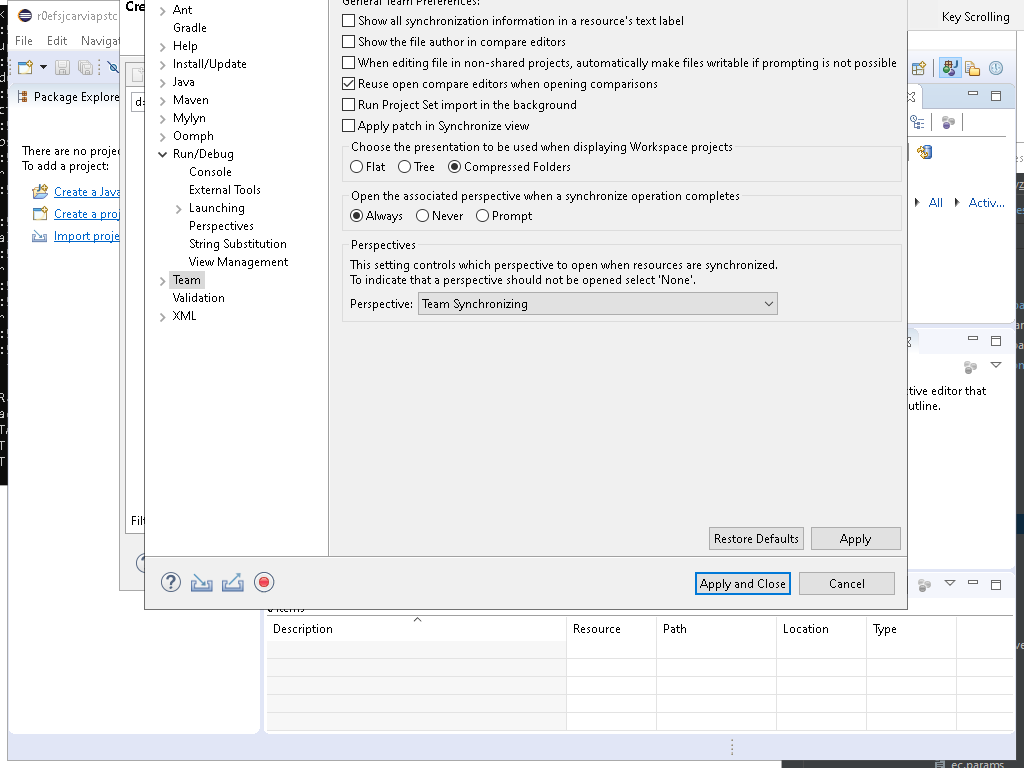 r0efsjcarviapstc
Cre
Key Scrolling
File Edit Naviga
Package Explore
There are no projec
To add a project:
Create a Java
Create a proj
Import proje
Ant
Gradle
Help
Install/Update
Java
Maven
Mylyn
Oomph
Run/Debug
Console
External Tools
Launching
Perspectives
String Substitution
View Management
Team
Validation
XML
General Team Preferences:
Show all synchronization information in a resource's text label
Show the file author in compare editors
When editing file in non-shared projects, automatically make files writable if prompting is not possible
Reuse open compare editors when opening comparisons
Run Project Set import in the background
Apply patch in Synchronize view
Choose the presentation to be used when displaying Workspace projects
Flat Tree Compressed Folders
Open the associated perspective when a synchronize operation completes
Always Never Prompt
Perspectives
This setting controls which perspective to open when resources are synchronized.
To indicate that a perspective should not be opened select 'None'.
Perspective: Team Synchronizing
Restore Defaults Apply
Apply and Close Cancel
All Activ...
tive editor that
utline.
Filt
Description Resource Path Location Type
ec.params